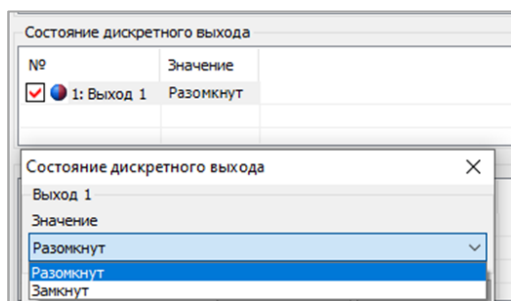 Состояние дискретного выхода
№ Значение
1: Выход 1 Разомкнут
Состояние дискретного выхода
Выход 1
Значение
Разомкнут
Разомкнут
Замкнут